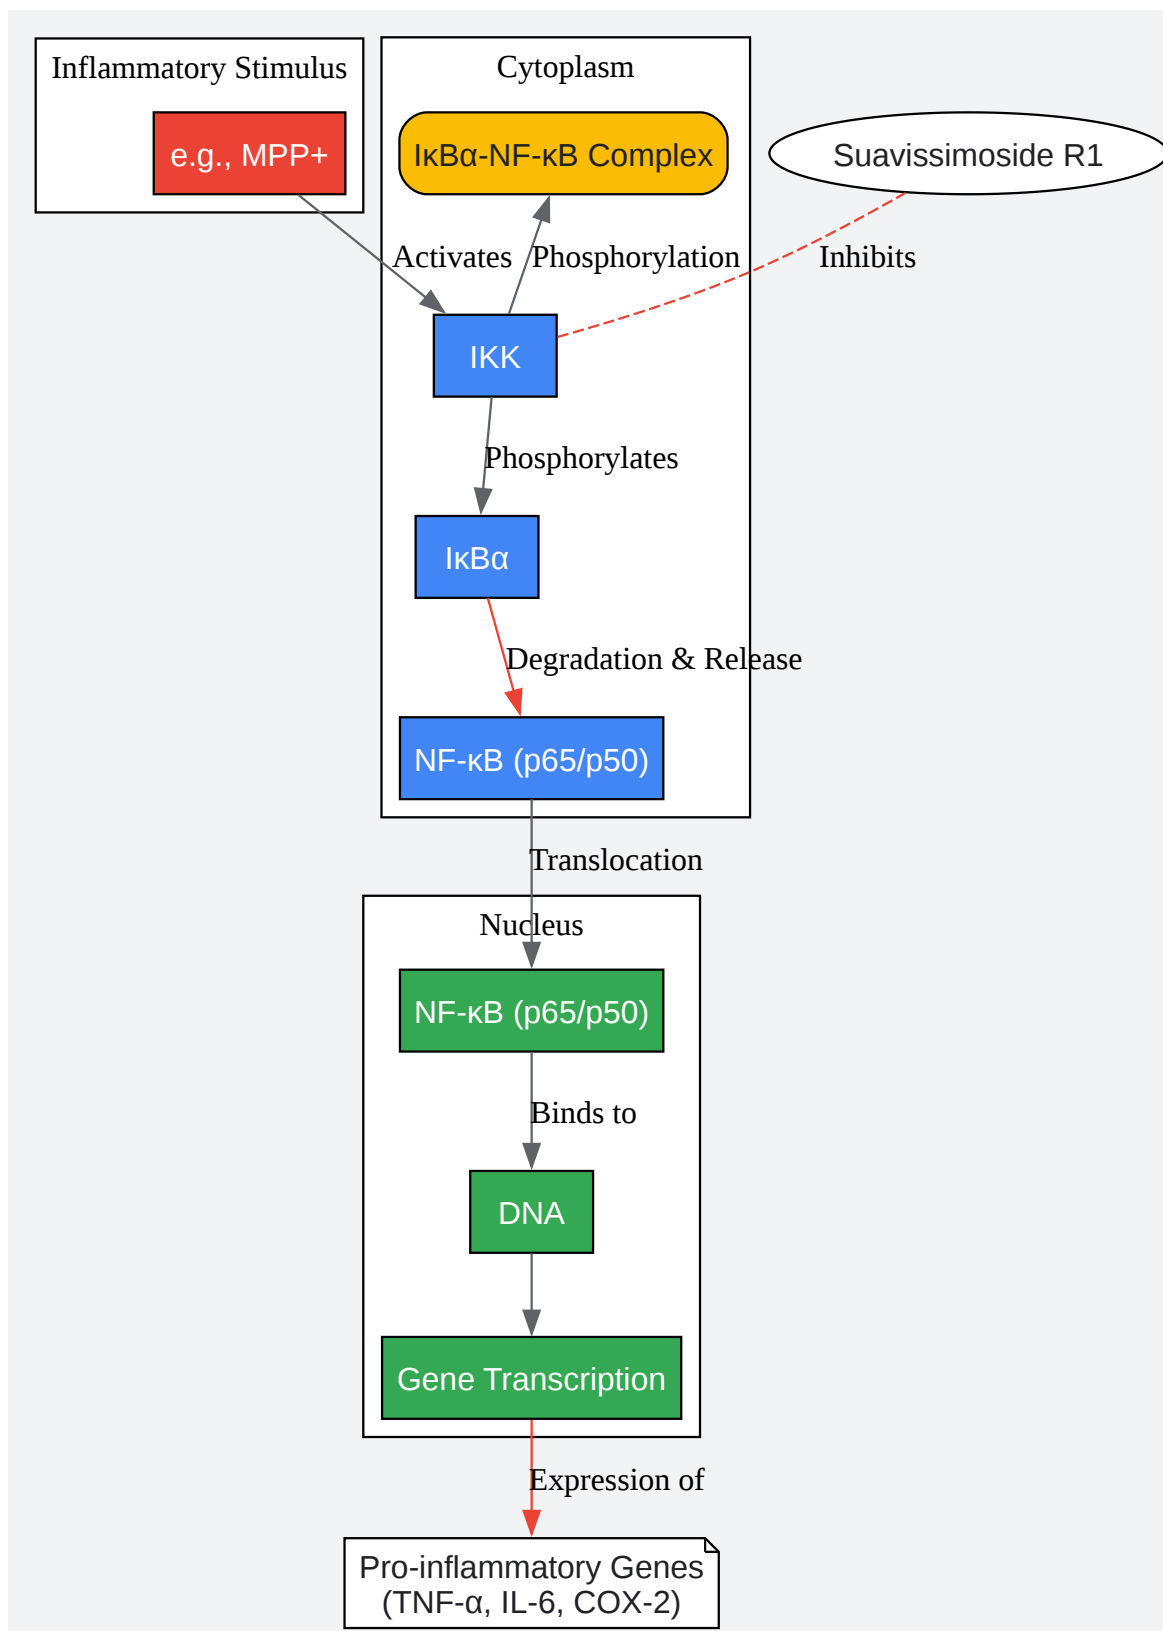 Inflammatory Stimulus
Cytoplasm
e.g., MPP+
IκBα-NF-κB Complex
Suavissimoside R1
Activates
Phosphorylation
Inhibits
IKK
Phosphorylates
IκBα
Degradation & Release
NF-κB (p65/p50)
Translocation
Nucleus
NF-κB (p65/p50)
Binds to
DNA
Gene Transcription
Expression of
Pro-inflammatory Genes
(TNF-α, IL-6, COX-2)